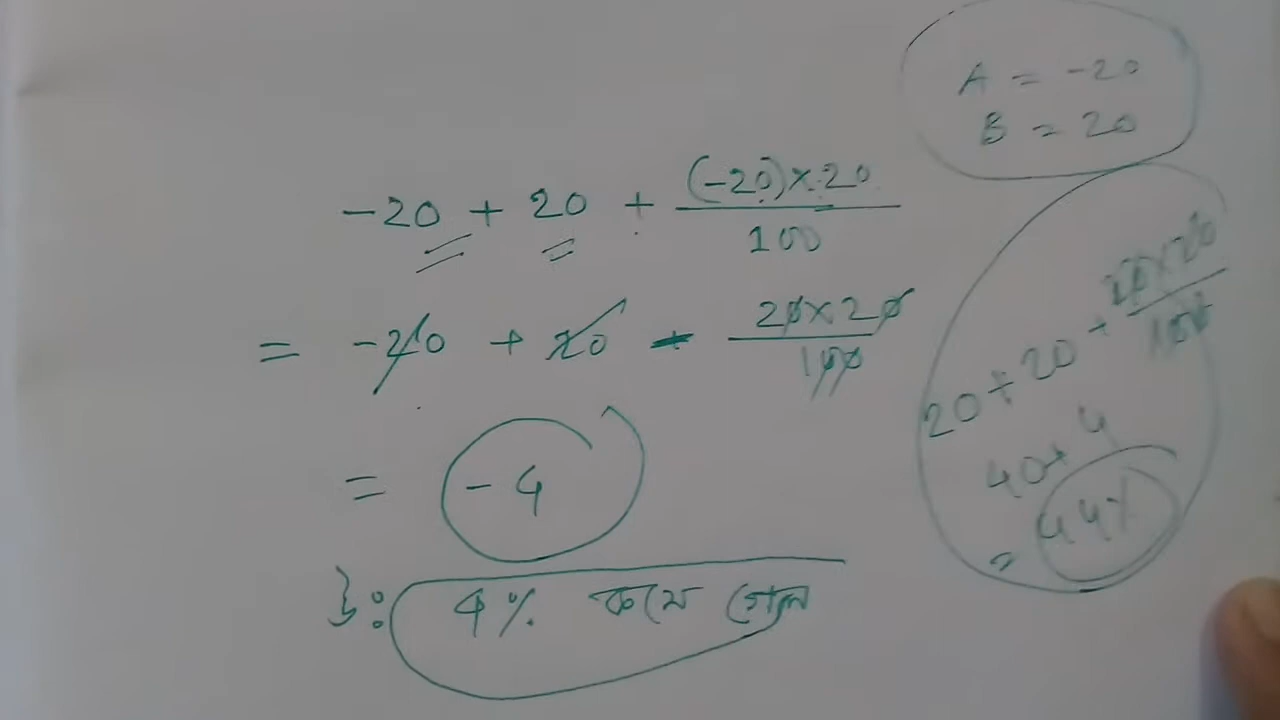 A = -20
B = 20
-20 + 20 + (-20)×20/100
= -20 + 20 - 20×20/100
= -4
উ: 4% কমে গেল
20 + 20 + 20×20/100
40+ 4
= 44%